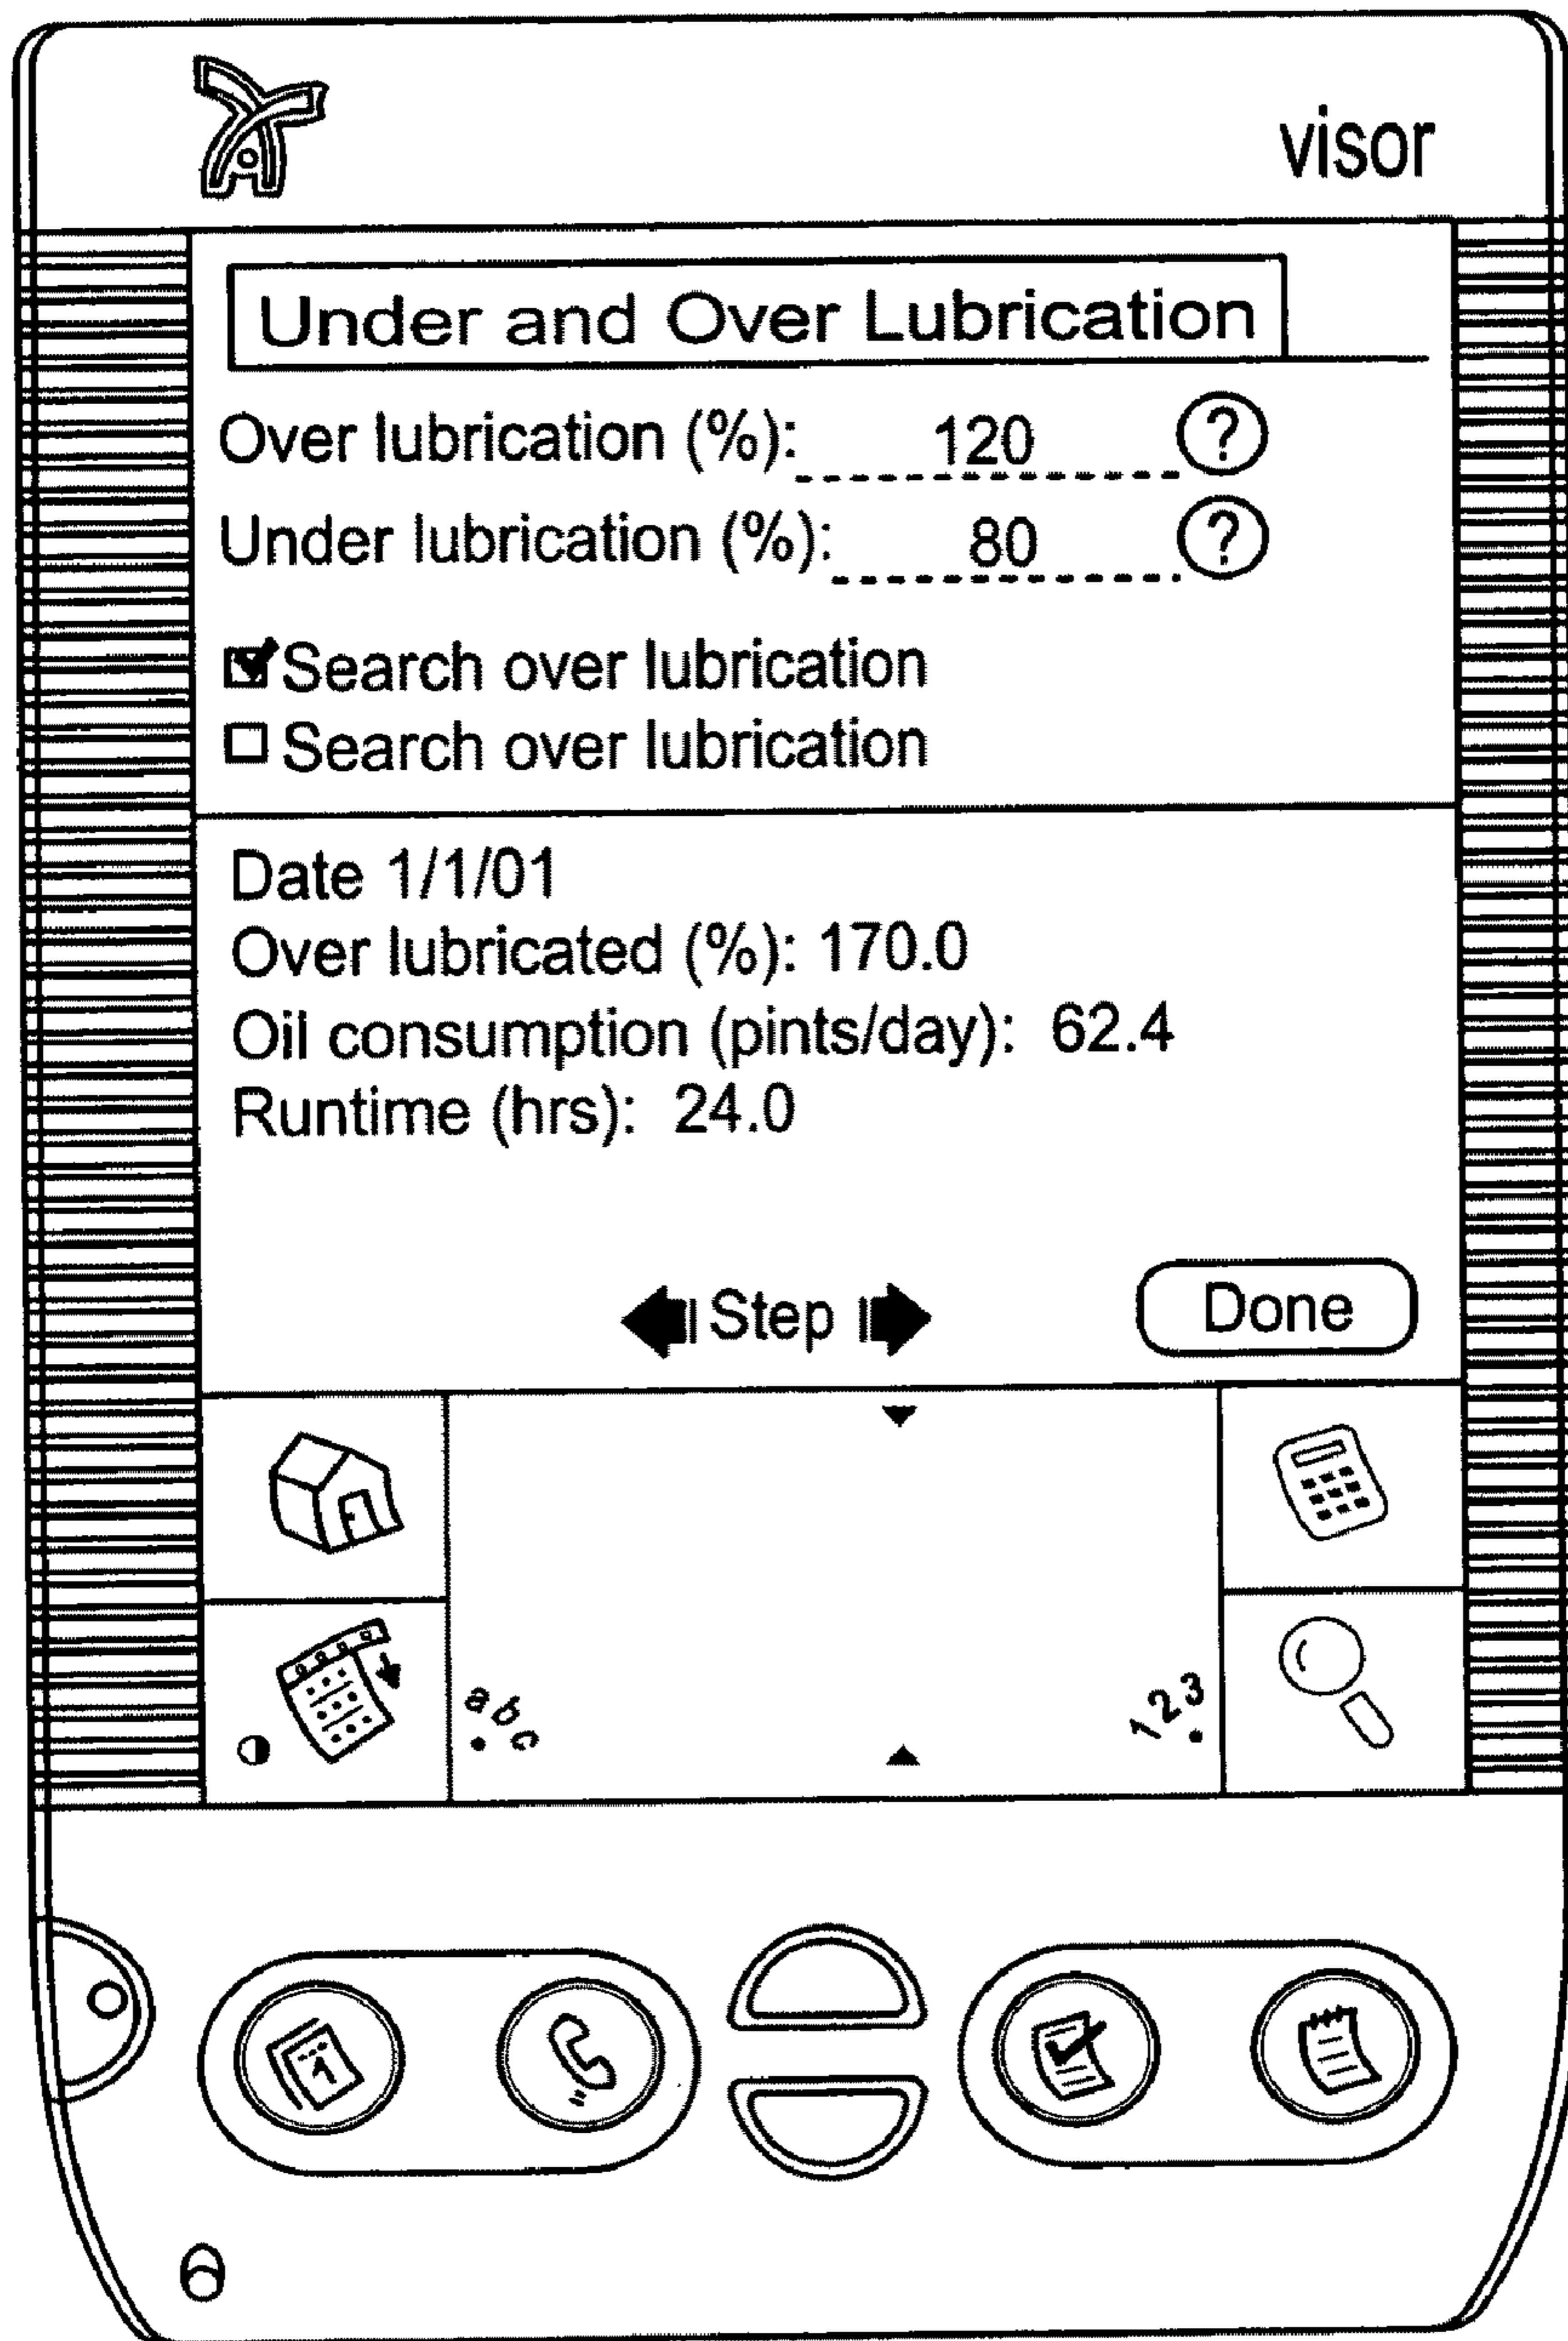 visor
Under and Over Lubrication
Over lubrication (%): 120 ?
Under lubrication (%): 80 ?
Search over lubrication
Search over lubrication
Date 1/1/01
Over lubricated (%): 170.0
Oil consumption (pints/day): 62.4
Runtime (hrs): 24.0
Step
Done
abc
123
1